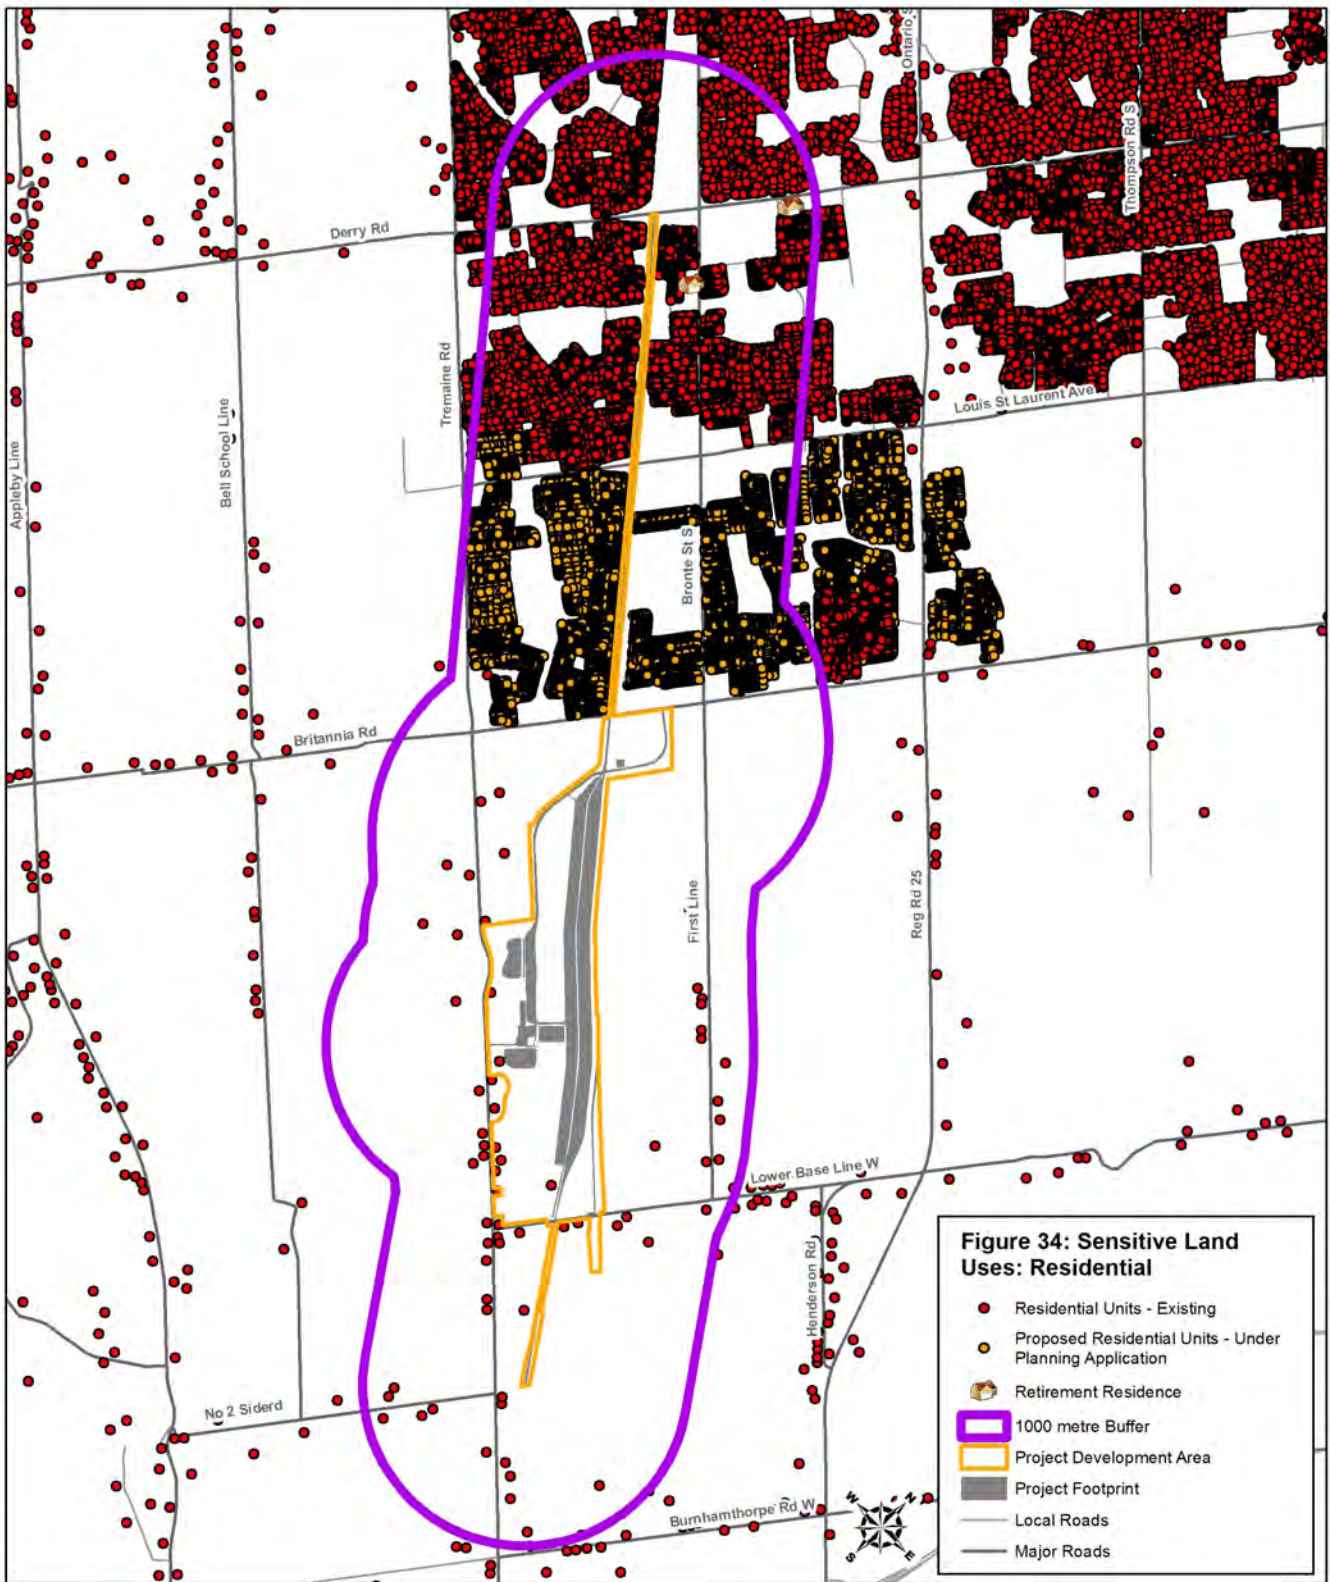 Ontario S
Thompson Rd S
Derry Rd
Tremaine Rd
Louis St Laurent Ave
Bell School Line
Appleby Line
Bronte St S
Britannia Rd
First Line
Reg Rd 25
Lower Base Line W
Henderson Rd
No 2 Siderd
Burnhamthorpe Rd W
W
N
S
E
Figure 34: Sensitive Land
Uses: Residential
Residential Units - Existing
Proposed Residential Units - Under
Planning Application
Retirement Residence
1000 metre Buffer
Project Development Area
Project Footprint
Local Roads
Major Roads